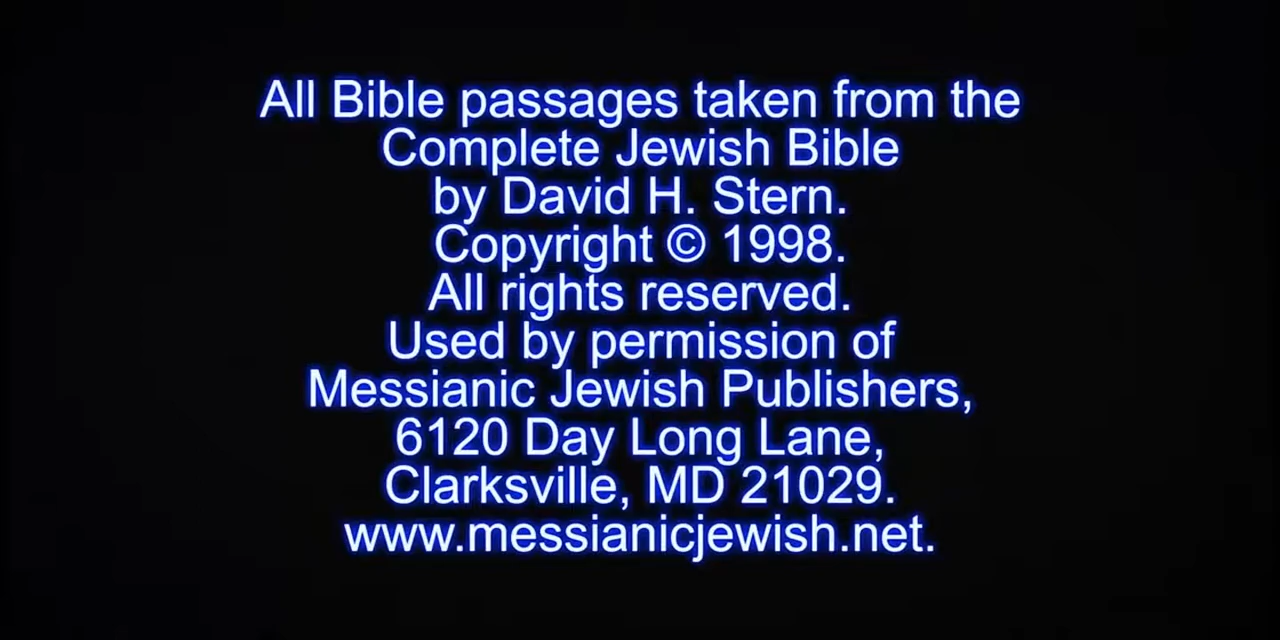 All Bible passages taken from the
Complete Jewish Bible
by David H. Stern.
Copyright © 1998.
All rights reserved.
Used by permission of
Messianic Jewish Publishers,
6120 Day Long Lane,
Clarksville, MD 21029.
www.messianicjewish.net.